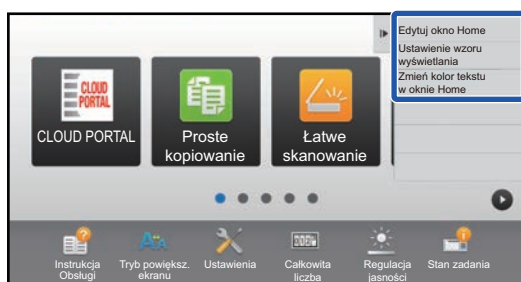 Edytuj okno Home
Ustawienie wzoru
wyświetlania
Zmień kolor tekstu
w oknie Home
CLOUD
PORTAL
CLOUD PORTAL
Proste
kopiowanie
Łatwe
skanowanie
Instrukcja
Obsługi
Tryb powiększ.
ekranu
Ustawienia
Całkowita
liczba
Regulacja
jasności
Stan zadania